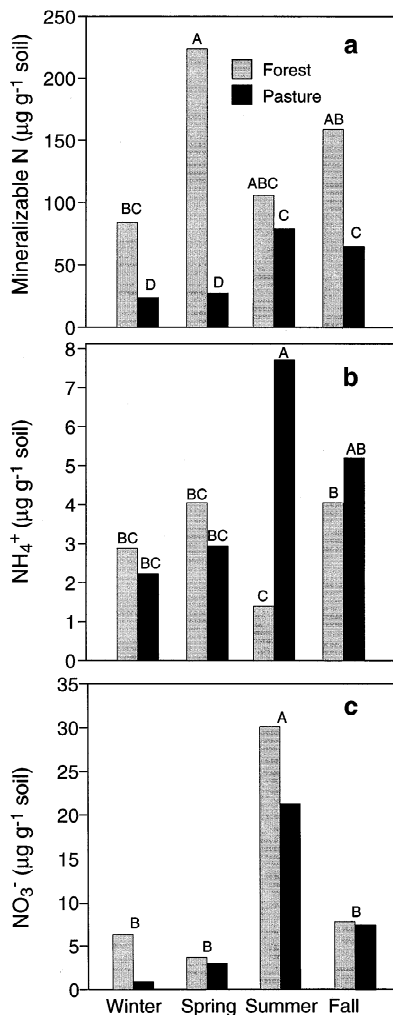 a
Mineralizable N (µg g⁻¹ soil)
250
200
150
100
50
0
Forest
Pasture
BC
D
A
D
ABC
C
AB
C
b
NH₄⁺ (µg g⁻¹ soil)
8
7
6
5
4
3
2
1
0
BC
BC
BC
BC
C
A
B
AB
c
NO₃⁻ (µg g⁻¹ soil)
35
30
25
20
15
10
5
0
B
B
A
B
Winter Spring Summer Fall